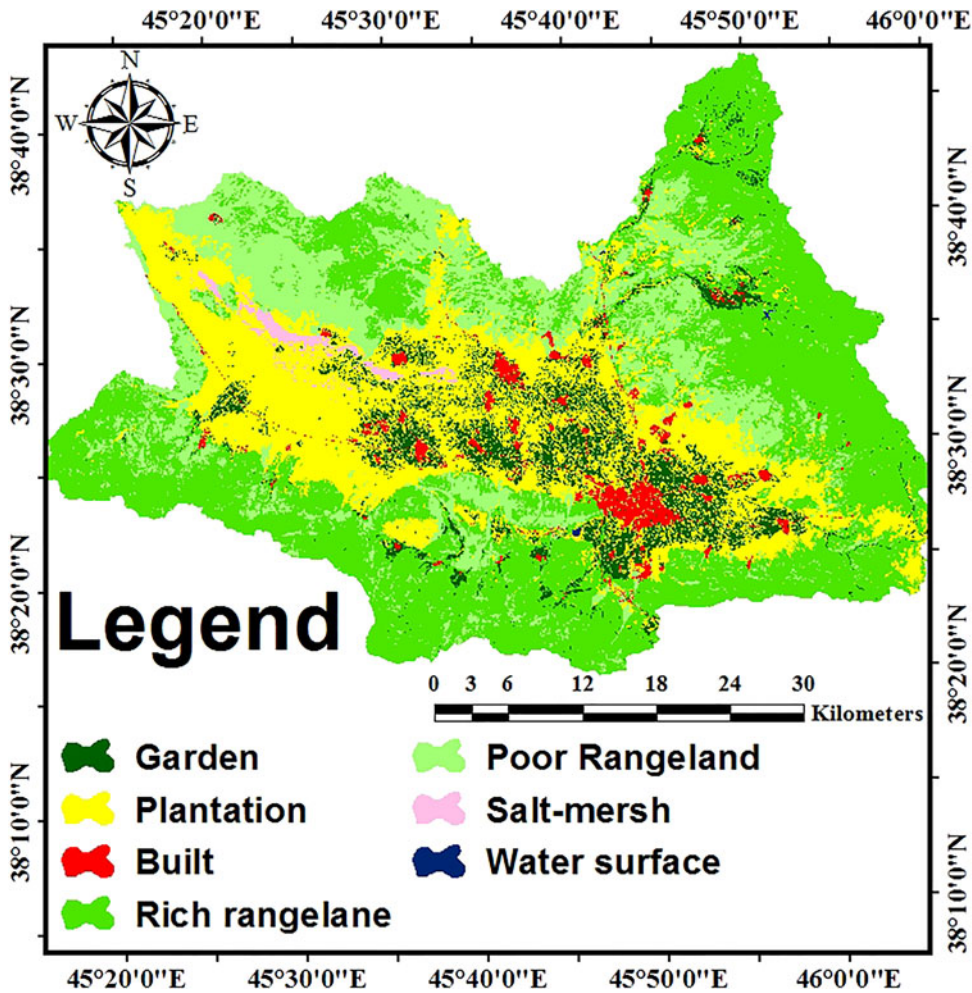 45°20'0"E 45°30'0"E 45°40'0"E 45°50'0"E 46°0'0"E
N
W E
S
38°40'0"N
38°40'0"N
38°30'0"N
38°30'0"N
38°20'0"N
38°20'0"N
38°10'0"N
38°10'0"N
Legend
0 3 6 12 18 24 30
Kilometers
Garden
Plantation
Built
Rich rangelane
Poor Rangeland
Salt-mersh
Water surface
45°20'0"E 45°30'0"E 45°40'0"E 45°50'0"E 46°0'0"E